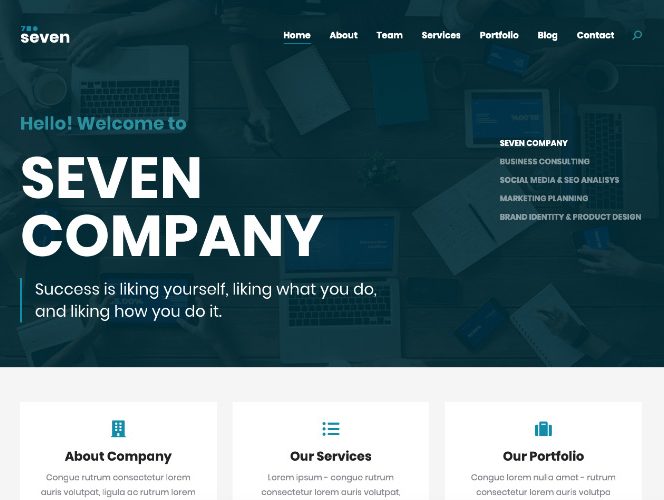 seven
Home About Team Services Portfolio Blog Contact
Hello! Welcome to
SEVEN
COMPANY
Success is liking yourself, liking what you do,
and liking how you do it.
SEVEN COMPANY
BUSINESS CONSULTING
SOCIAL MEDIA & SEO ANALISYS
MARKETING PLANNING
BRAND IDENTITY & PRODUCT DESIGN
About Company
Congue rutrum consectetur lorem
auris volutpat, ligula ac rutrum lorem
Our Services
Lorem ipsum - congue rutrum
consectetur lorem auris volutpat,
Our Portfolio
Congue lorem nulla amet - rutrum
consectetur lorem auris volutpa